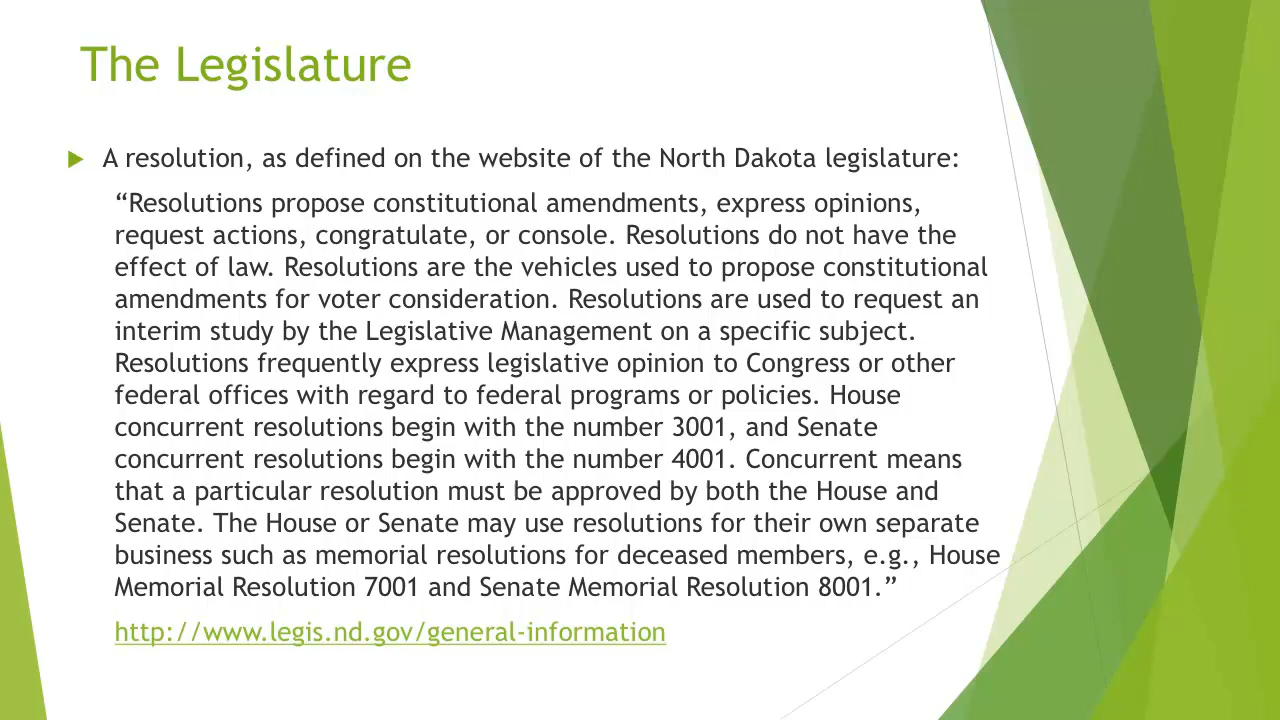 The Legislature
A resolution, as defined on the website of the North Dakota legislature:
“Resolutions propose constitutional amendments, express opinions,
request actions, congratulate, or console. Resolutions do not have the
effect of law. Resolutions are the vehicles used to propose constitutional
amendments for voter consideration. Resolutions are used to request an
interim study by the Legislative Management on a specific subject.
Resolutions frequently express legislative opinion to Congress or other
federal offices with regard to federal programs or policies. House
concurrent resolutions begin with the number 3001, and Senate
concurrent resolutions begin with the number 4001. Concurrent means
that a particular resolution must be approved by both the House and
Senate. The House or Senate may use resolutions for their own separate
business such as memorial resolutions for deceased members, e.g., House
Memorial Resolution 7001 and Senate Memorial Resolution 8001.”
http://www.legis.nd.gov/general-information